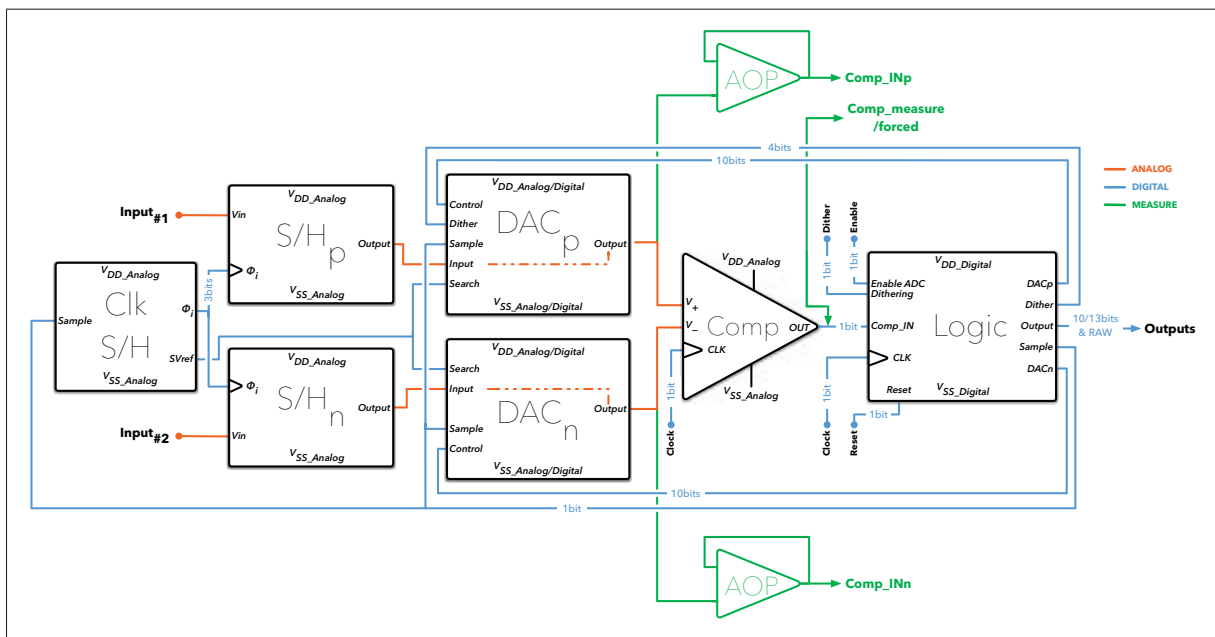 AOP
Comp_INp
Comp_measure
/forced
4bits
10bits
ANALOG
DIGITAL
MEASURE
Input#1
VDD_Analog
Vin
S/Hp
Output
Φi
VSS_Analog
VDD_Analog/Digital
Control
Dither
Sample
Input
Search
DACp
Output
VSS_Analog/Digital
VDD_Analog
Clk
S/H
Sample
Φi
SVref
VSS_Analog
3bits
VDD_Analog
Φi
S/Hn
Output
Vin
VSS_Analog
Input#2
VDD_Analog/Digital
Search
Input
Sample
Control
DACn
Output
VSS_Analog/Digital
VDD_Analog
V+
V−
Comp
OUT
CLK
VSS_Analog
1bit
Clock
1bit
Dither
Enable
1bit
1bit
VDD_Digital
Enable ADC
Dithering
Comp_IN
CLK
Reset
Logic
DACp
Dither
Output
Sample
DACn
VSS_Digital
10/13bits
& RAW
Outputs
1bit
Clock
1bit
Reset
10bits
1bit
AOP
Comp_INn